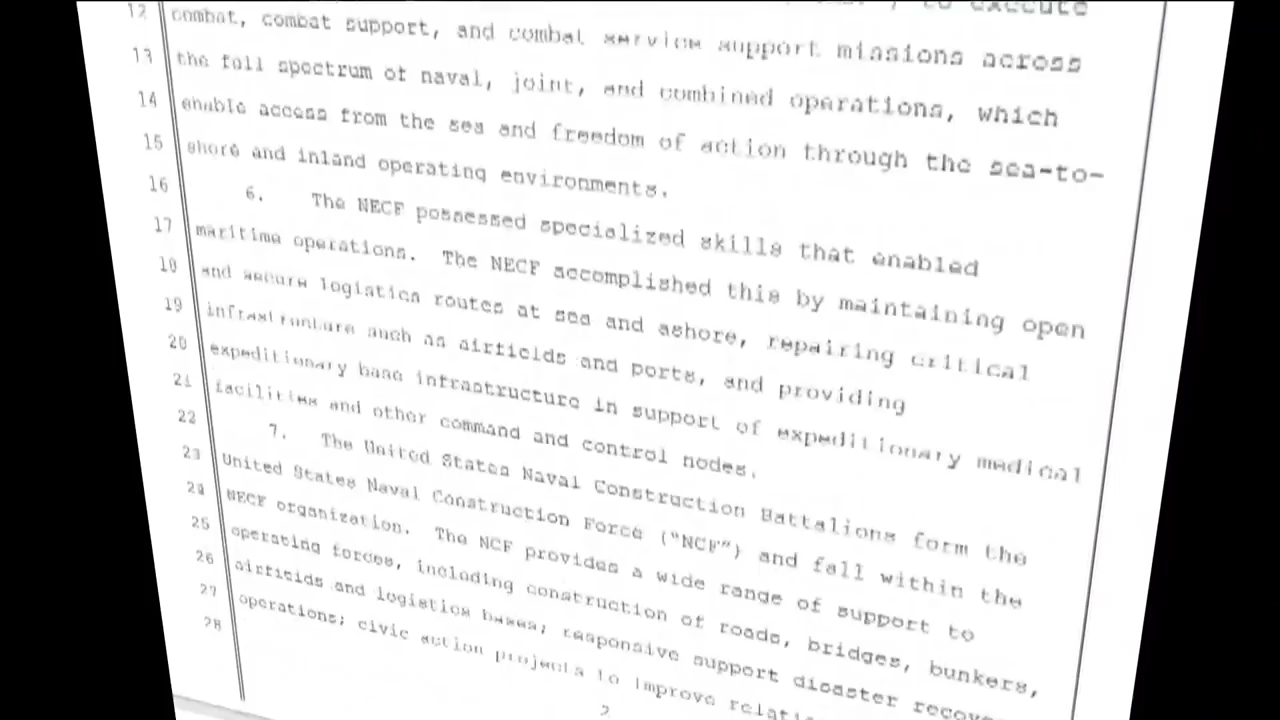 to execute
12 combat, combat support, and combat service support missions across
13 the full spectrum of naval, joint, and combined operations, which
14 enable access from the sea and freedom of action through the sea-to-
15 shore and inland operating environments.
16 6. The NECF possessed specialized skills that enabled
17 maritime operations. The NECF accomplished this by maintaining open
18 and secure logistics routes at sea and ashore, repairing critical
19 infrastructure such as airfields and ports, and providing
20 expeditionary base infrastructure in support of expeditionary medical
21 facilities and other command and control nodes.
22 7. The United States Naval Construction Battalions form the
23 United States Naval Construction Force ("NCF") and fall within the
24 NECF organization. The NCF provides a wide range of support to
25 operating forces, including construction of roads, bridges, bunkers,
26 airfields and logistics bases; responsive support disaster recove
27 operations; civic action projects to improve relati
28
2